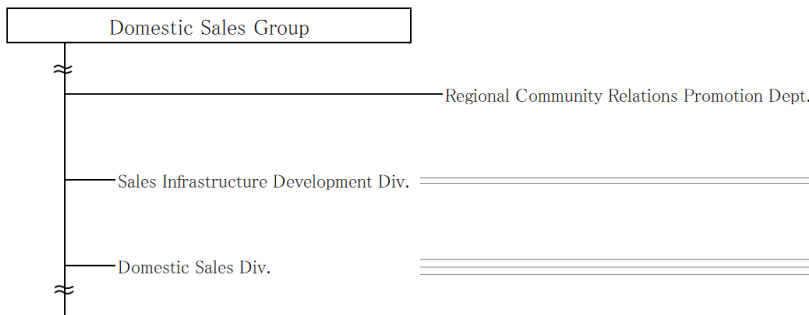 Domestic Sales Group
Regional Community Relations Promotion Dept.
Sales Infrastructure Development Div.
Domestic Sales Div.